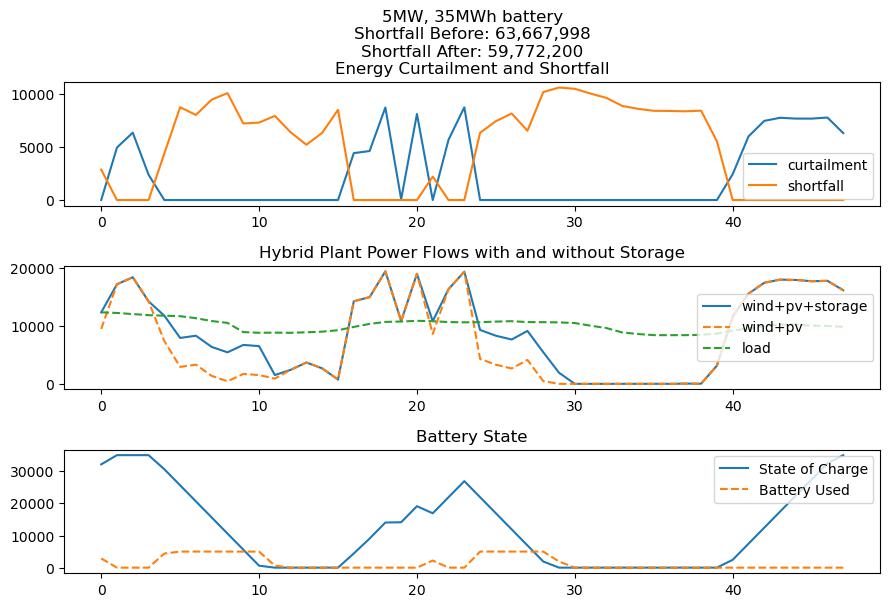 5MW, 35MWh battery
Shortfall Before: 63,667,998
Shortfall After: 59,772,200
Energy Curtailment and Shortfall
10000
5000
0
curtailment
shortfall
0 10 20 30 40
Hybrid Plant Power Flows with and without Storage
20000
10000
0
wind+pv+storage
wind+pv
load
0 10 20 30 40
Battery State
30000
20000
10000
0
State of Charge
Battery Used
0 10 20 30 40